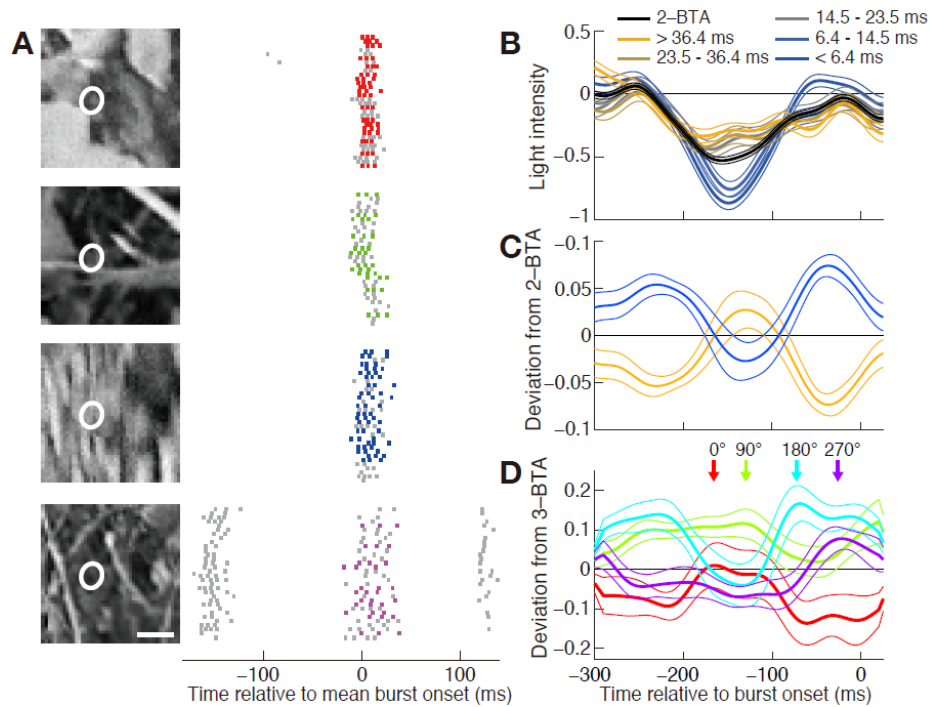 A
−100
0
100
Time relative to mean burst onset (ms)
B
2−BTA
> 36.4 ms
23.5 - 36.4 ms
14.5 - 23.5 ms
6.4 - 14.5 ms
< 6.4 ms
0.5
0
−0.5
−1
Light intensity
C
−0.1
0.05
0
−0.05
−0.1
Deviation from 2−BTA
D
0°
90°
180°
270°
0.2
0.1
0
−0.1
−0.2
Deviation from 3−BTA
−300
−200
−100
0
Time relative to burst onset (ms)